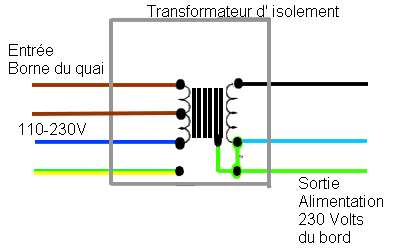 Transformateur d' isolement
Entrée
Borne du quai
110-230V
Sortie
Alimentation
230 Volts
du bord